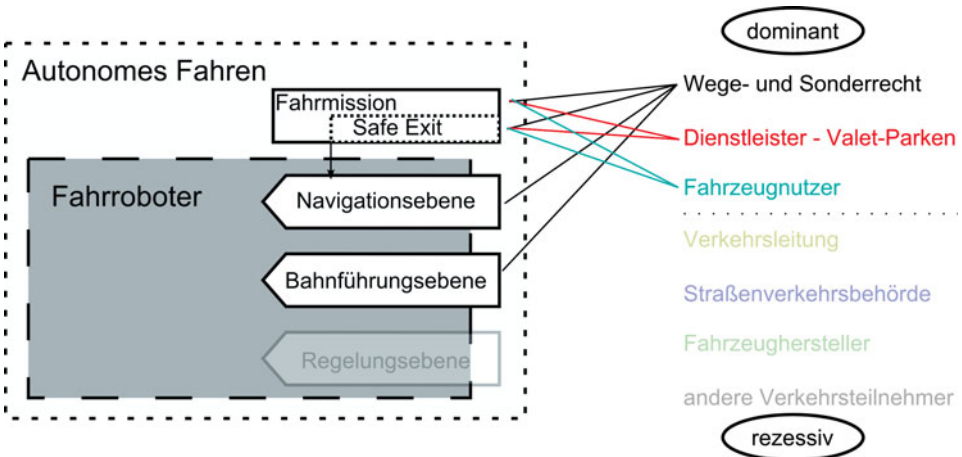 Autonomes Fahren
Fahrmission
Safe Exit
Fahrroboter
Navigationsebene
Bahnführungsebene
Regelungsebene
dominant
Wege- und Sonderrecht
Dienstleister - Valet-Parken
Fahrzeugnutzer
Verkehrsleitung
Straßenverkehrsbehörde
Fahrzeughersteller
andere Verkehrsteilnehmer
rezessiv